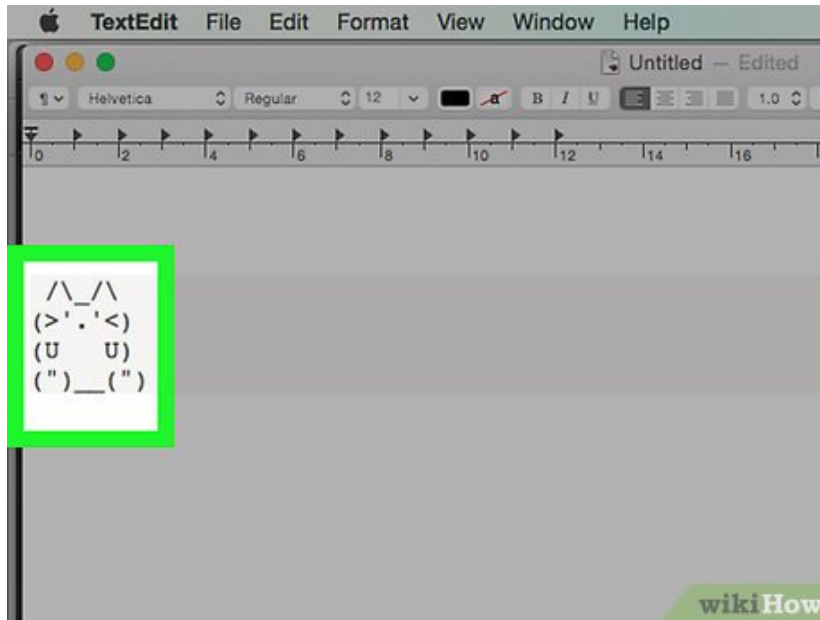 TextEdit File Edit Format View Window Help
Untitled — Edited
¶ Helvetica Regular 12 a B I U 1.0
0 2 4 6 8 10 12 14 16
 /\_/\
(>'.'<)
(U   U)
(")__(")
wikiHow